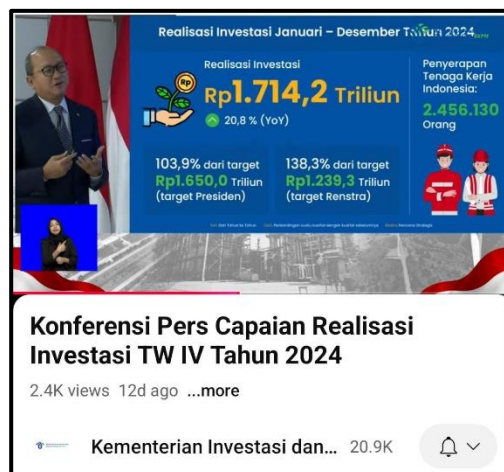 Realisasi Investasi Januari – Desember Tahun 2024
Realisasi Investasi
Rp1.714,2 Triliun
20,8 % (YoY)
Penyerapan
Tenaga Kerja
Indonesia:
2.456.130
Orang
103,9% dari target
Rp1.650,0 Triliun
(target Presiden)
138,3% dari target
Rp1.239,3 Triliun
(target Renstra)
Konferensi Pers Capaian Realisasi
Investasi TW IV Tahun 2024
2.4K views 12d ago ...more
Kementerian Investasi dan... 20.9K